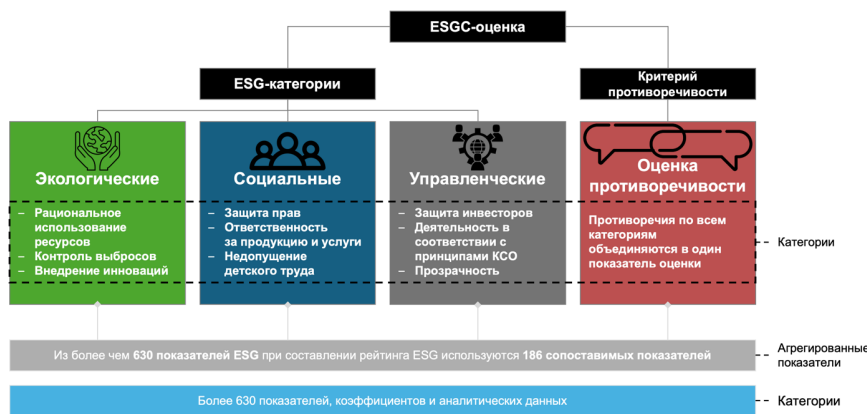 ESGC-оценка
ESG-категории
Критерий
противоречивости
Экологические
– Рациональное
использование
ресурсов
– Контроль выбросов
– Внедрение инноваций
Социальные
– Защита прав
– Ответственность
за продукцию и услуги
– Недопущение
детского труда
Управленческие
– Защита инвесторов
– Деятельность в
соответствии с
принципами КСО
– Прозрачность
Оценка
противоречивости
Противоречия по всем
категориям
объединяются в один
показатель оценки
Категории
Из более чем 630 показателей ESG при составлении рейтинга ESG используются 186 сопоставимых показателей
Агрегированные
показатели
Более 630 показателей, коэффициентов и аналитических данных
Категории